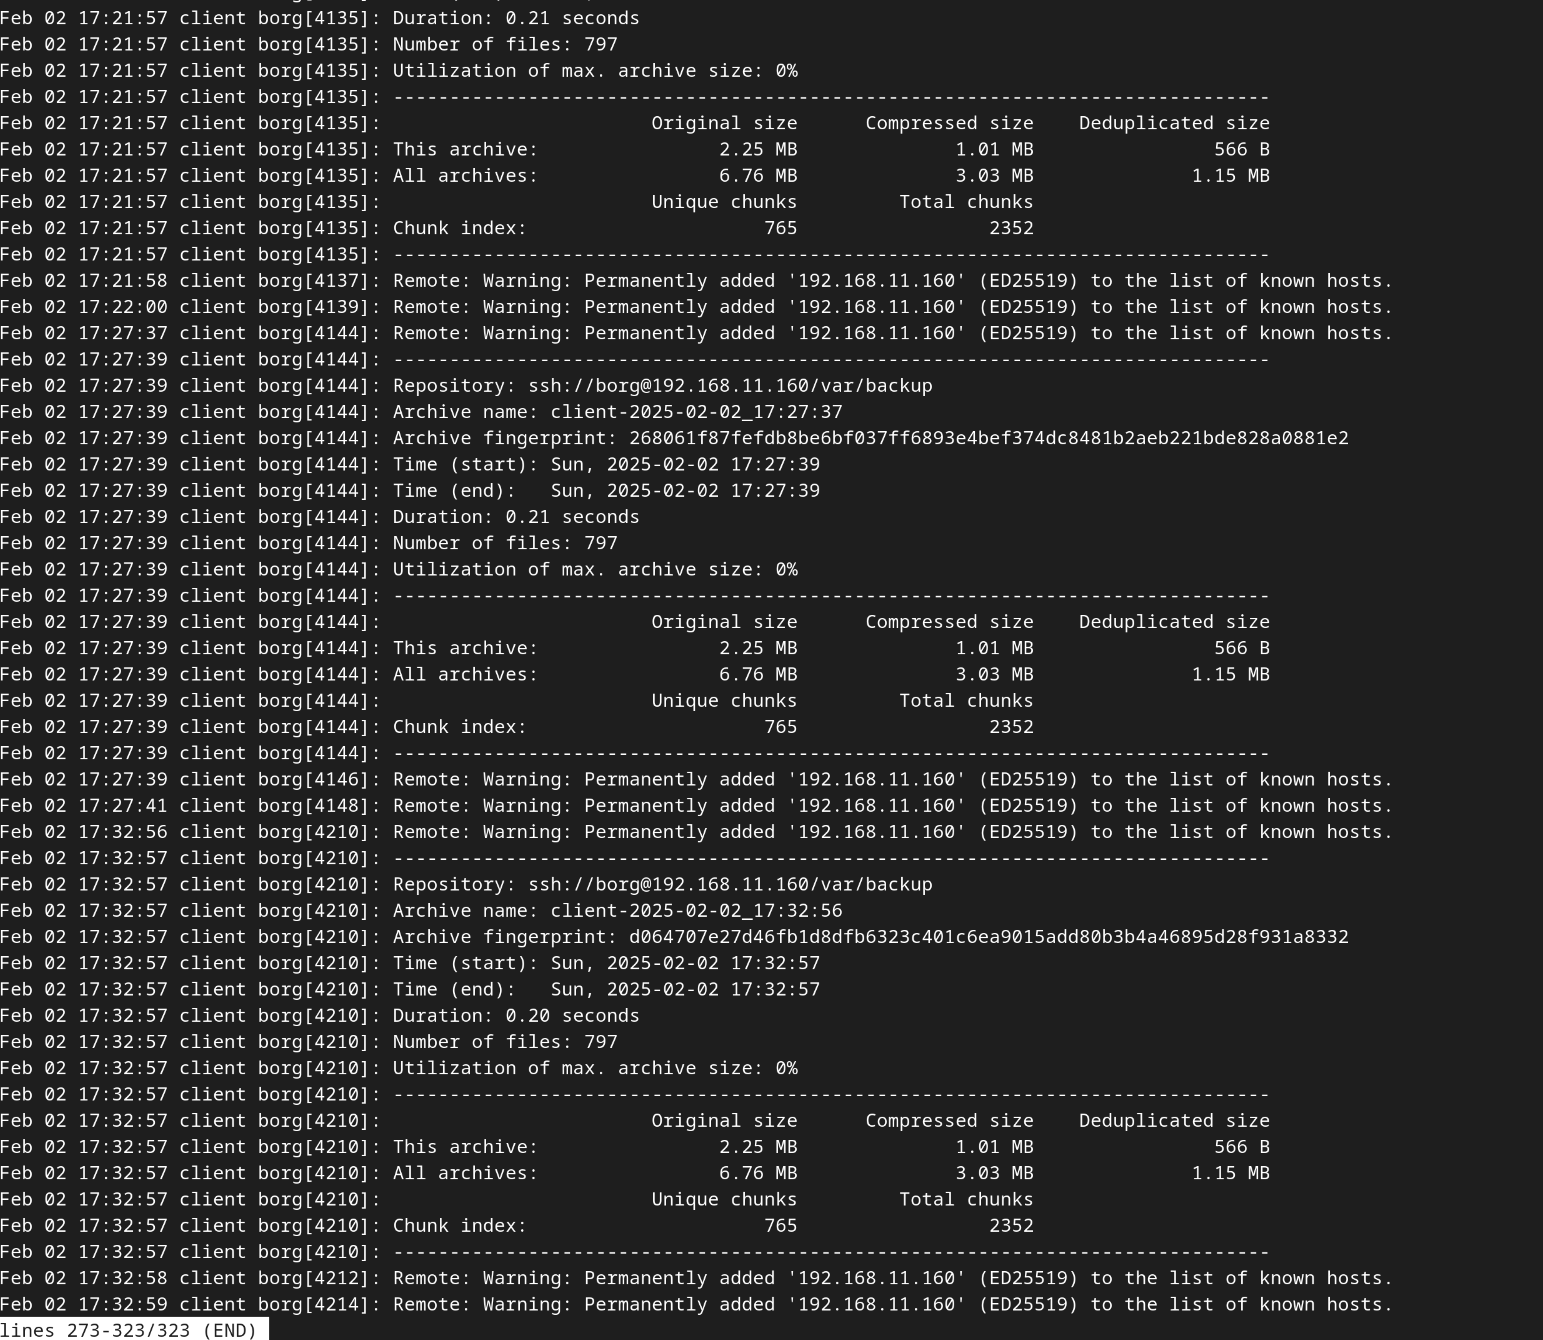 Feb 02 17:21:57 client borg[4135]: Duration: 0.21 seconds
Feb 02 17:21:57 client borg[4135]: Number of files: 797
Feb 02 17:21:57 client borg[4135]: Utilization of max. archive size: 0%
Feb 02 17:21:57 client borg[4135]: ------------------------------------------------------------------------------
Feb 02 17:21:57 client borg[4135]:                        Original size      Compressed size    Deduplicated size
Feb 02 17:21:57 client borg[4135]: This archive:                2.25 MB              1.01 MB                566 B
Feb 02 17:21:57 client borg[4135]: All archives:                6.76 MB              3.03 MB              1.15 MB
Feb 02 17:21:57 client borg[4135]:                        Unique chunks         Total chunks
Feb 02 17:21:57 client borg[4135]: Chunk index:                     765                 2352
Feb 02 17:21:57 client borg[4135]: ------------------------------------------------------------------------------
Feb 02 17:21:58 client borg[4137]: Remote: Warning: Permanently added '192.168.11.160' (ED25519) to the list of known hosts.
Feb 02 17:22:00 client borg[4139]: Remote: Warning: Permanently added '192.168.11.160' (ED25519) to the list of known hosts.
Feb 02 17:27:37 client borg[4144]: Remote: Warning: Permanently added '192.168.11.160' (ED25519) to the list of known hosts.
Feb 02 17:27:39 client borg[4144]: ------------------------------------------------------------------------------
Feb 02 17:27:39 client borg[4144]: Repository: ssh://borg@192.168.11.160/var/backup
Feb 02 17:27:39 client borg[4144]: Archive name: client-2025-02-02_17:27:37
Feb 02 17:27:39 client borg[4144]: Archive fingerprint: 268061f87fefdb8be6bf037ff6893e4bef374dc8481b2aeb221bde828a0881e2
Feb 02 17:27:39 client borg[4144]: Time (start): Sun, 2025-02-02 17:27:39
Feb 02 17:27:39 client borg[4144]: Time (end):   Sun, 2025-02-02 17:27:39
Feb 02 17:27:39 client borg[4144]: Duration: 0.21 seconds
Feb 02 17:27:39 client borg[4144]: Number of files: 797
Feb 02 17:27:39 client borg[4144]: Utilization of max. archive size: 0%
Feb 02 17:27:39 client borg[4144]: ------------------------------------------------------------------------------
Feb 02 17:27:39 client borg[4144]:                        Original size      Compressed size    Deduplicated size
Feb 02 17:27:39 client borg[4144]: This archive:                2.25 MB              1.01 MB                566 B
Feb 02 17:27:39 client borg[4144]: All archives:                6.76 MB              3.03 MB              1.15 MB
Feb 02 17:27:39 client borg[4144]:                        Unique chunks         Total chunks
Feb 02 17:27:39 client borg[4144]: Chunk index:                     765                 2352
Feb 02 17:27:39 client borg[4144]: ------------------------------------------------------------------------------
Feb 02 17:27:39 client borg[4146]: Remote: Warning: Permanently added '192.168.11.160' (ED25519) to the list of known hosts.
Feb 02 17:27:41 client borg[4148]: Remote: Warning: Permanently added '192.168.11.160' (ED25519) to the list of known hosts.
Feb 02 17:32:56 client borg[4210]: Remote: Warning: Permanently added '192.168.11.160' (ED25519) to the list of known hosts.
Feb 02 17:32:57 client borg[4210]: ------------------------------------------------------------------------------
Feb 02 17:32:57 client borg[4210]: Repository: ssh://borg@192.168.11.160/var/backup
Feb 02 17:32:57 client borg[4210]: Archive name: client-2025-02-02_17:32:56
Feb 02 17:32:57 client borg[4210]: Archive fingerprint: d064707e27d46fb1d8dfb6323c401c6ea9015add80b3b4a46895d28f931a8332
Feb 02 17:32:57 client borg[4210]: Time (start): Sun, 2025-02-02 17:32:57
Feb 02 17:32:57 client borg[4210]: Time (end):   Sun, 2025-02-02 17:32:57
Feb 02 17:32:57 client borg[4210]: Duration: 0.20 seconds
Feb 02 17:32:57 client borg[4210]: Number of files: 797
Feb 02 17:32:57 client borg[4210]: Utilization of max. archive size: 0%
Feb 02 17:32:57 client borg[4210]: ------------------------------------------------------------------------------
Feb 02 17:32:57 client borg[4210]:                        Original size      Compressed size    Deduplicated size
Feb 02 17:32:57 client borg[4210]: This archive:                2.25 MB              1.01 MB                566 B
Feb 02 17:32:57 client borg[4210]: All archives:                6.76 MB              3.03 MB              1.15 MB
Feb 02 17:32:57 client borg[4210]:                        Unique chunks         Total chunks
Feb 02 17:32:57 client borg[4210]: Chunk index:                     765                 2352
Feb 02 17:32:57 client borg[4210]: ------------------------------------------------------------------------------
Feb 02 17:32:58 client borg[4212]: Remote: Warning: Permanently added '192.168.11.160' (ED25519) to the list of known hosts.
Feb 02 17:32:59 client borg[4214]: Remote: Warning: Permanently added '192.168.11.160' (ED25519) to the list of known hosts.
lines 273-323/323 (END)